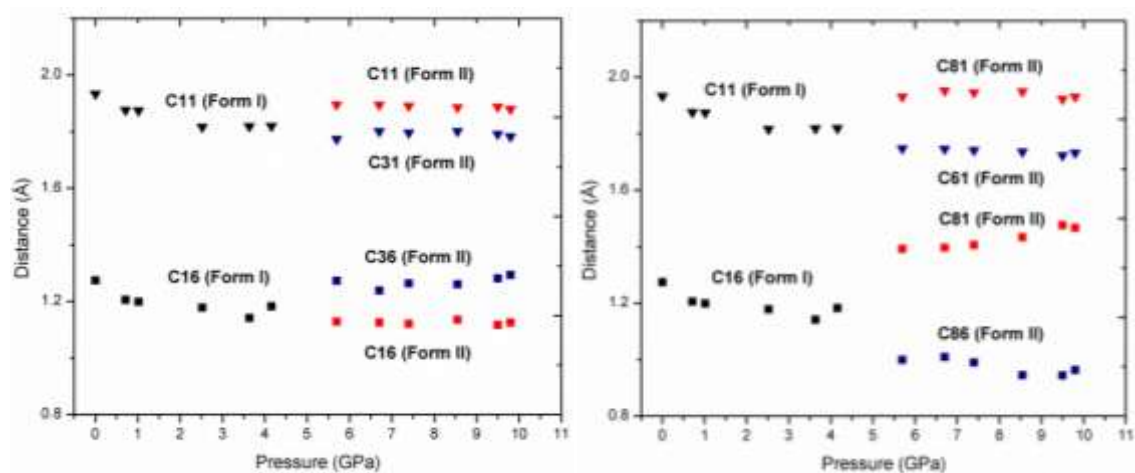 C11 (Form II)
C11 (Form I)
C31 (Form II)
C36 (Form II)
C16 (Form I)
C16 (Form II)
Distance (Å)
2.0
1.6
1.2
0.8
0 1 2 3 4 5 6 7 8 9 10 11
Pressure (GPa)
C81 (Form II)
C11 (Form I)
C61 (Form II)
C81 (Form II)
C16 (Form I)
C86 (Form II)
Distance (Å)
2.0
1.6
1.2
0.8
0 1 2 3 4 5 6 7 8 9 10 11
Pressure (GPa)